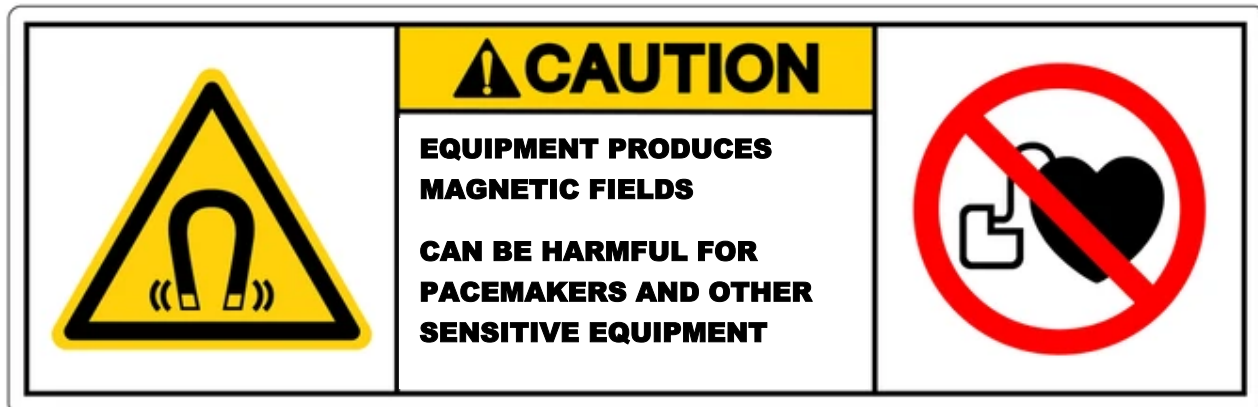 CAUTION
EQUIPMENT PRODUCES
MAGNETIC FIELDS
CAN BE HARMFUL FOR
PACEMAKERS AND OTHER
SENSITIVE EQUIPMENT